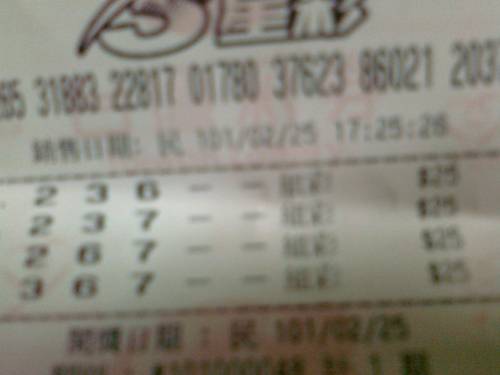 星彩
31883 22817 01780 37623 86021
銷售日期: 民 101/02/25 17:25:26
2 3 6 — — 組彩 $25
2 3 7 — — 組彩 $25
2 6 7 — — 組彩 $25
3 6 7 — — 組彩 $25
開獎日期 : 民 101/02/25